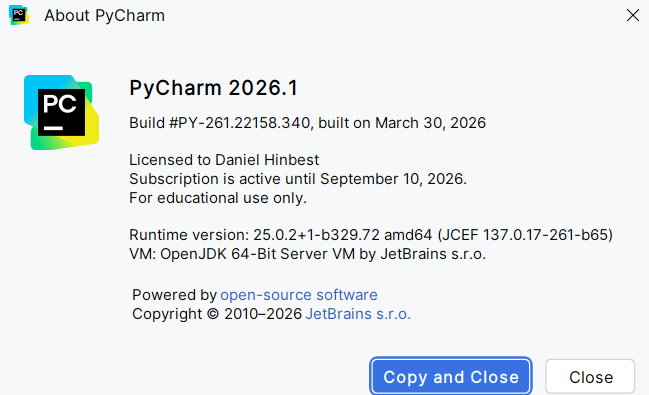 PC
About PyCharm
PC
PyCharm 2026.1
Build #PY-261.22158.340, built on March 30, 2026
Licensed to Daniel Hinbest
Subscription is active until September 10, 2026.
For educational use only.
Runtime version: 25.0.2+1-b329.72 amd64 (JCEF 137.0.17-261-b65)
VM: OpenJDK 64-Bit Server VM by JetBrains s.r.o.
Powered by open-source software
Copyright © 2010–2026 JetBrains s.r.o.
Copy and Close
Close